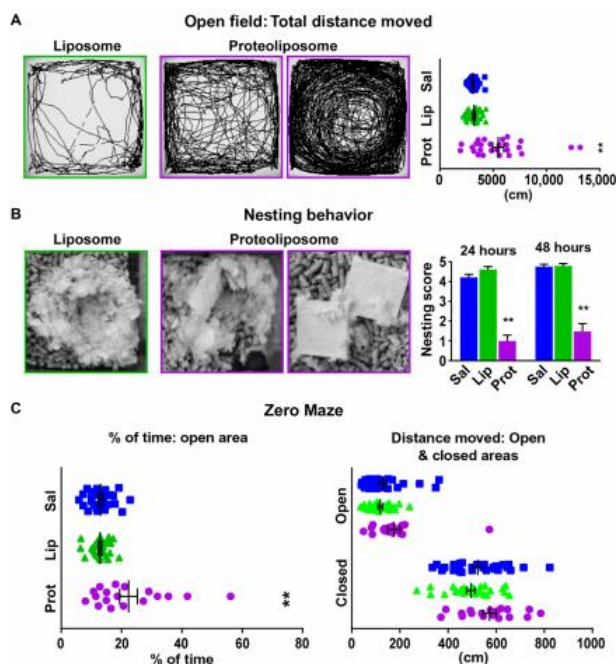 A
Open field: Total distance moved
Liposome
Proteoliposome
Sal
Lip
Prot
**
0 5000 10,000 15,000
(cm)
B
Nesting behavior
Liposome
Proteoliposome
24 hours 48 hours
Nesting score
5
4
3
2
1
0
** **
Sal Lip Prot Sal Lip Prot
C
Zero Maze
% of time: open area
Sal
Lip
Prot
**
0 20 40 60 80
% of time
Distance moved: Open
& closed areas
Open
Closed
0 200 400 600 800 1000
(cm)